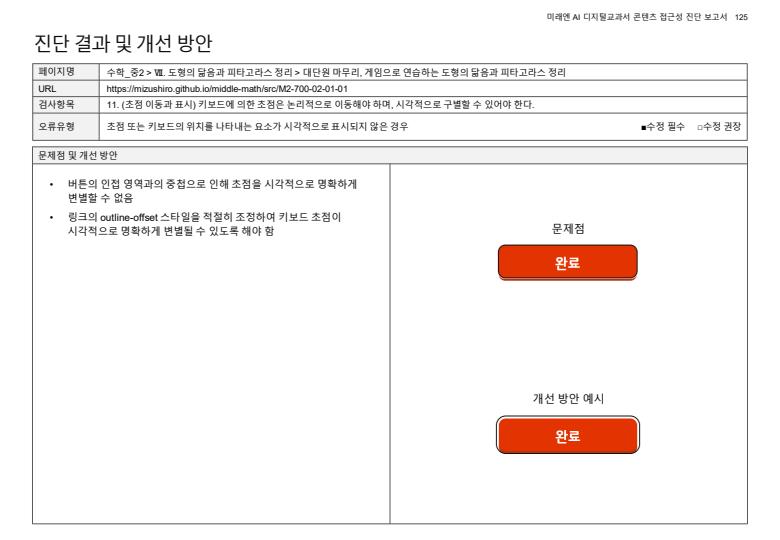 미래엔 AI 디지털교과서 콘텐츠 접근성 진단 보고서 125
진단 결과 및 개선 방안
페이지명 수학_중2 > Ⅶ. 도형의 닮음과 피타고라스 정리 > 대단원 마무리, 게임으로 연습하는 도형의 닮음과 피타고라스 정리
URL https://mizushiro.github.io/middle-math/src/M2-700-02-01-01
검사항목 11. (초점 이동과 표시) 키보드에 의한 초점은 논리적으로 이동해야 하며, 시각적으로 구별할 수 있어야 한다.
오류유형 초점 또는 키보드의 위치를 나타내는 요소가 시각적으로 표시되지 않은 경우 ■수정 필수 □수정 권장
문제점 및 개선 방안
• 버튼의 인접 영역과의 중첩으로 인해 초점을 시각적으로 명확하게
변별할 수 없음
• 링크의 outline-offset 스타일을 적절히 조정하여 키보드 초점이
시각적으로 명확하게 변별될 수 있도록 해야 함
문제점
완료
개선 방안 예시
완료